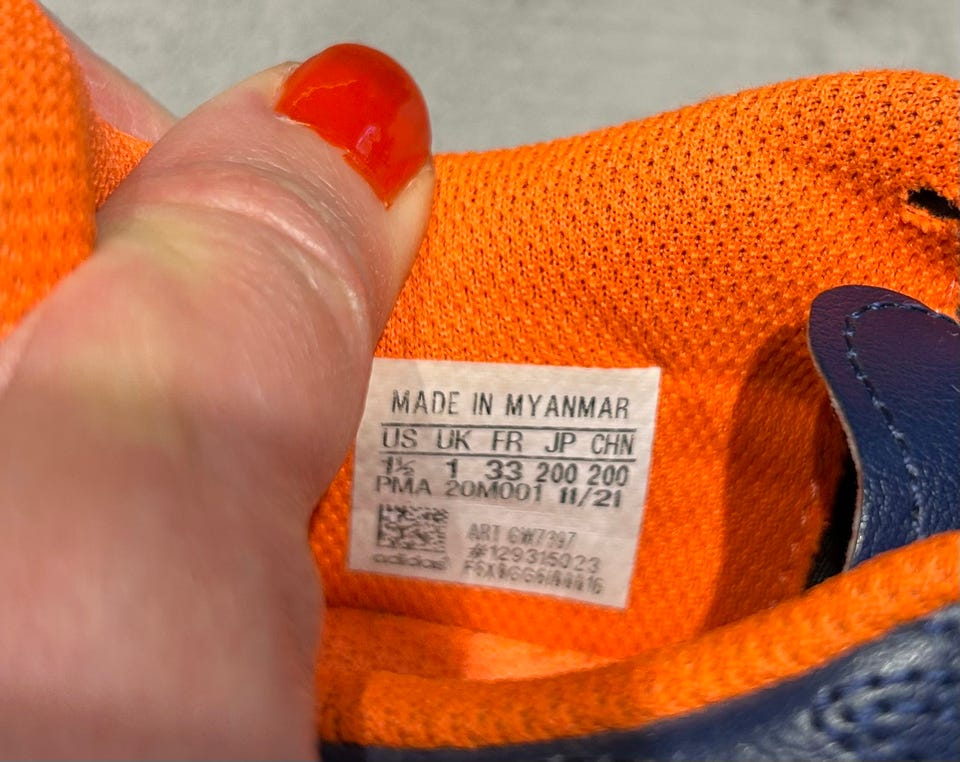 MADE IN MYANMAR
US UK FR JP CHN
1½ 1 33 200 200
PMA 20M001 11/21
ART GW7397
#129315023
adidas